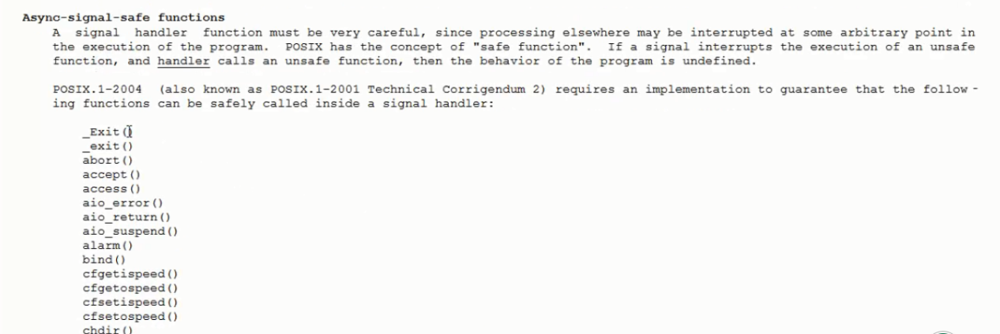 Async-signal-safe functions
A signal handler function must be very careful, since processing elsewhere may be interrupted at some arbitrary point in
the execution of the program. POSIX has the concept of "safe function". If a signal interrupts the execution of an unsafe
function, and handler calls an unsafe function, then the behavior of the program is undefined.
POSIX.1-2004 (also known as POSIX.1-2001 Technical Corrigendum 2) requires an implementation to guarantee that the follow-
ing functions can be safely called inside a signal handler:
_Exit()
_exit()
abort()
accept()
access()
aio_error()
aio_return()
aio_suspend()
alarm()
bind()
cfgetispeed()
cfgetospeed()
cfsetispeed()
cfsetospeed()
chdir()